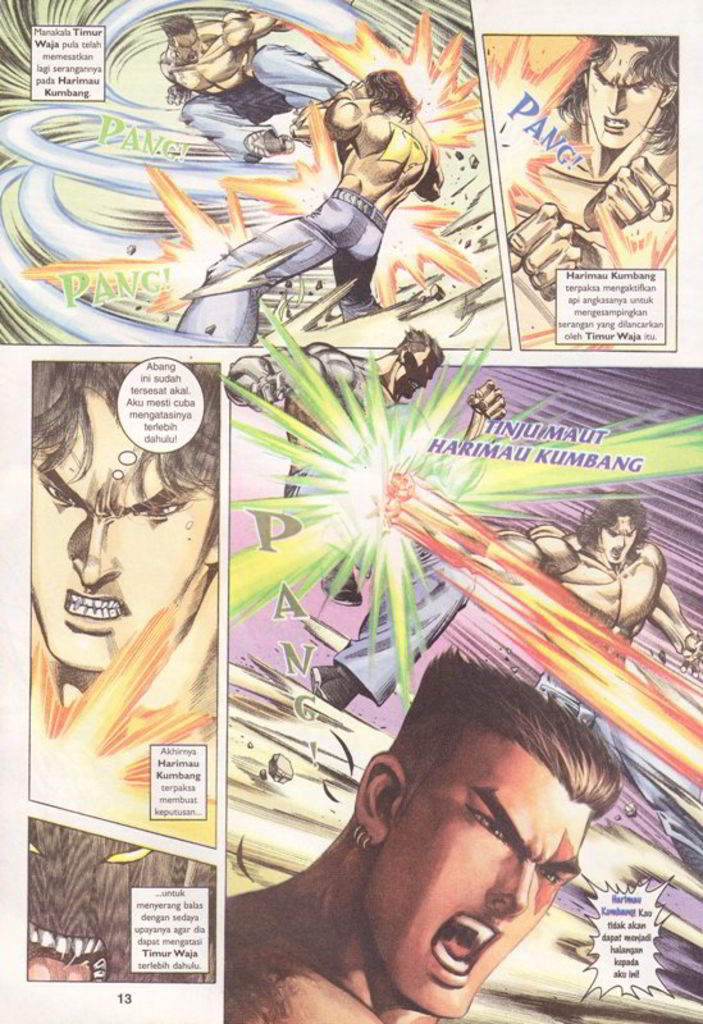 Manakala Timur
Waja pula telah
memesatkan
lagi serangannya
pada Harimau
Kumbang.
PANG!
PANG!
PANG!
Harimau Kumbang
terpaksa mengaktifkan
api angkasanya untuk
mengesampingkan
serangan yang dilancarkan
oleh Timur Waja itu.
Abang
ini sudah
tersesat akal.
Aku mesti cuba
mengatasinya
terlebih
dahulu!
Akhirnya
Harimau
Kumbang
terpaksa
membuat
keputusan...
...untuk
menyerang balas
dengan sedaya
upayanya agar dia
dapat mengatasi
Timur Waja
terlebih dahulu.
TINJU MAUT
HARIMAU KUMBANG
PANG!
Harimau
Kumbang! Kau
tidak akan
dapat menjadi
halangan
kepada
aku ini!
13